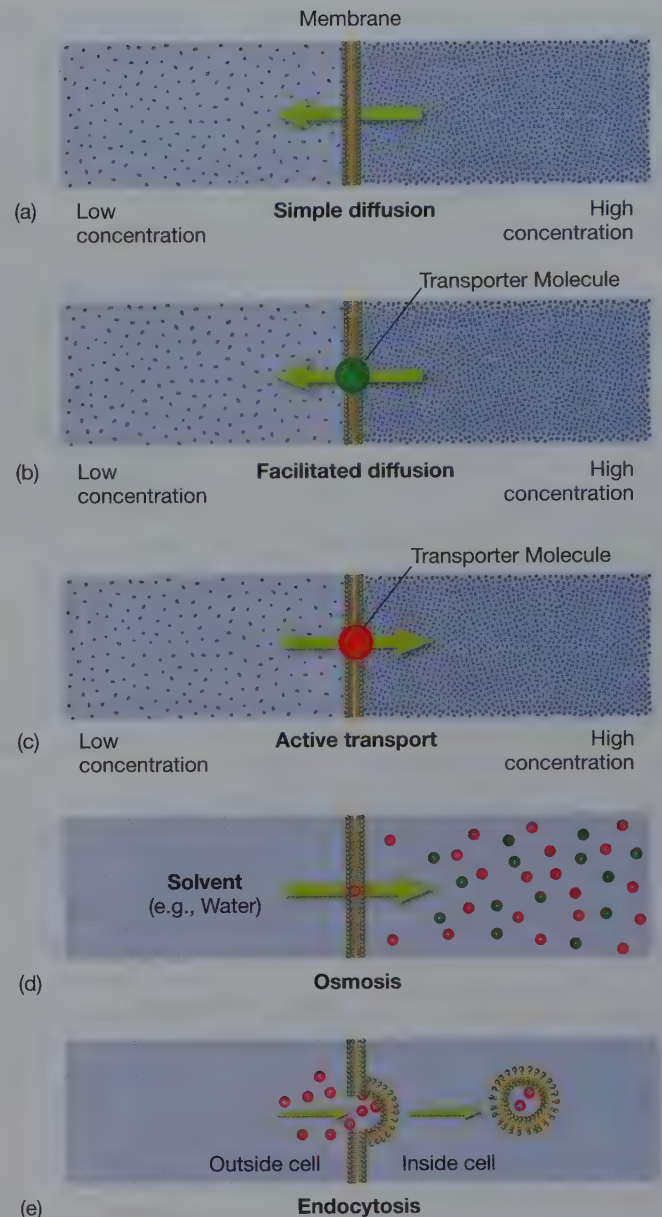 Membrane
(a) Low concentration
Simple diffusion
High concentration
Transporter Molecule
(b) Low concentration
Facilitated diffusion
High concentration
Transporter Molecule
(c) Low concentration
Active transport
High concentration
Solvent
(e.g., Water)
(d)
Osmosis
Outside cell
Inside cell
(e)
Endocytosis